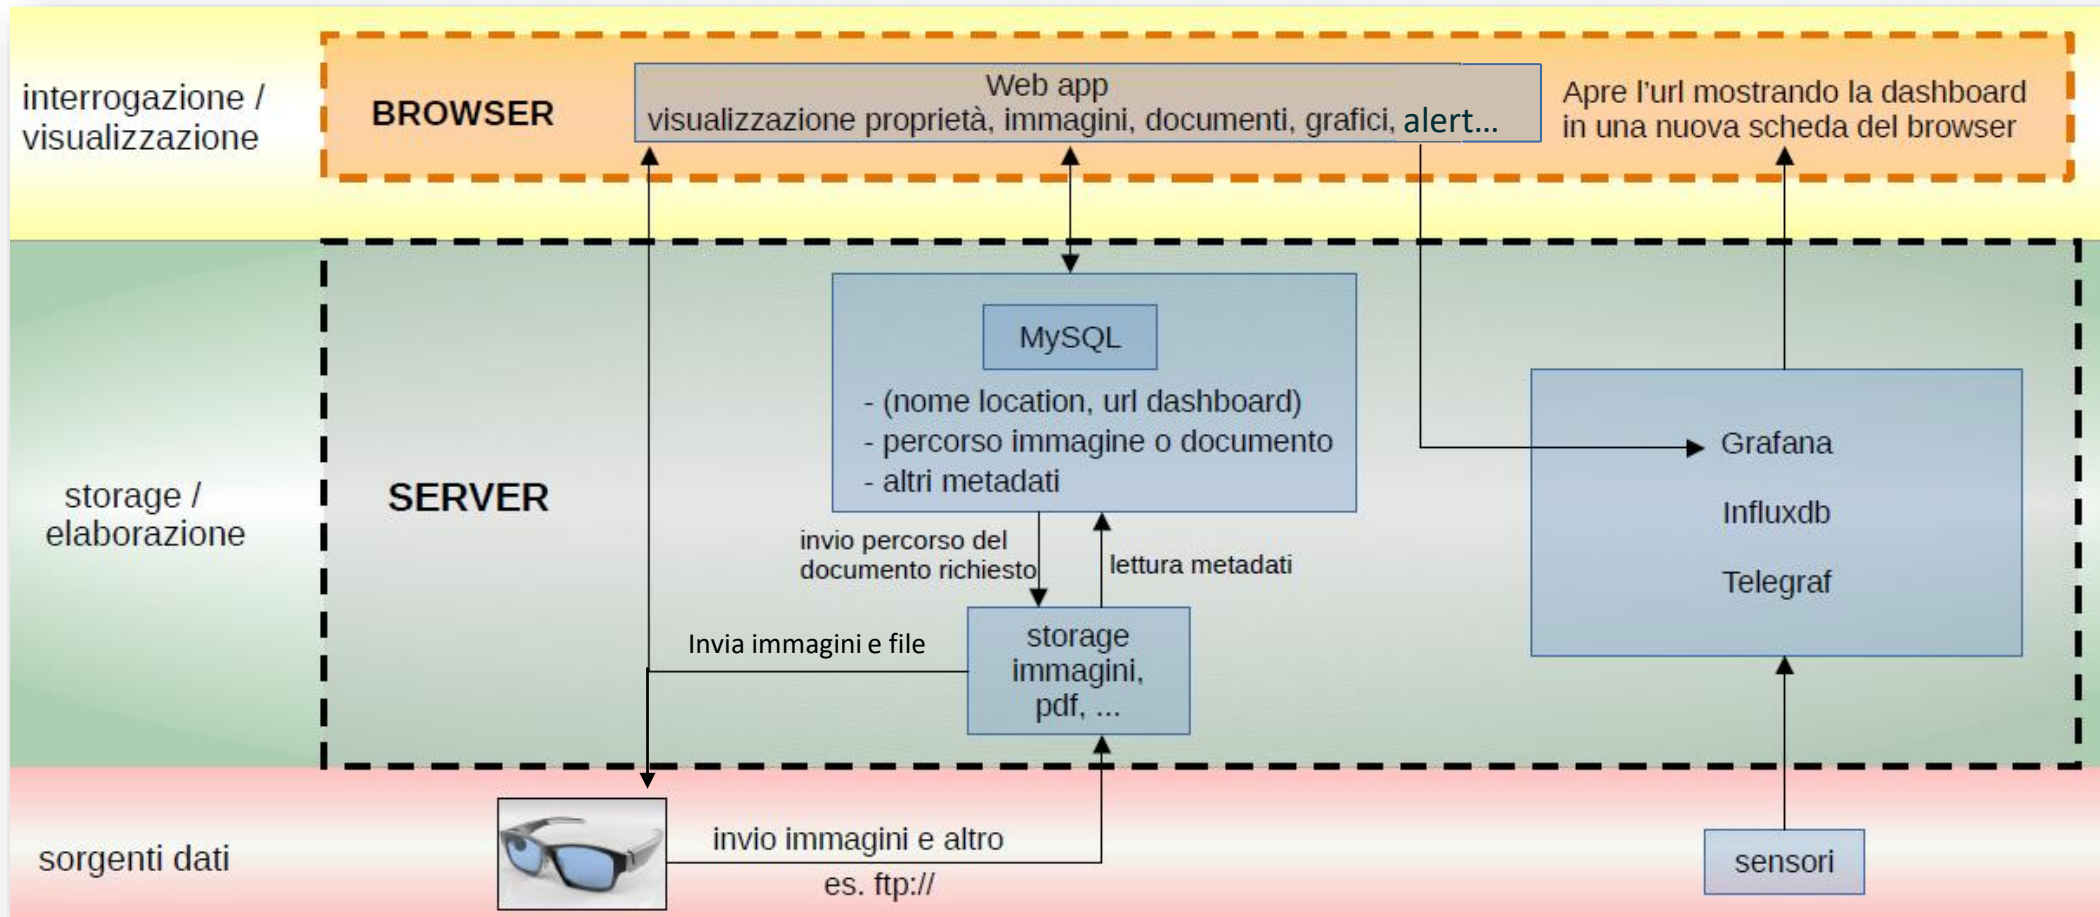 interrogazione /
visualizzazione
BROWSER
Web app
visualizzazione proprietà, immagini, documenti, grafici, alert...
Apre l'url mostrando la dashboard
in una nuova scheda del browser
storage /
elaborazione
SERVER
MySQL
- (nome location, url dashboard)
- percorso immagine o documento
- altri metadati
invio percorso del
documento richiesto
lettura metadati
Invia immagini e file
storage
immagini,
pdf, ...
Grafana
Influxdb
Telegraf
sorgenti dati
invio immagini e altro
es. ftp://
sensori